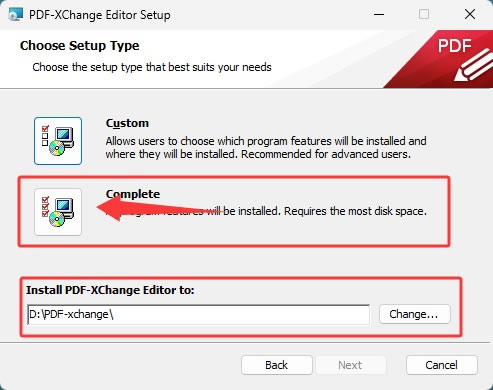 PDF-XChange Editor Setup
Choose Setup Type
Choose the setup type that best suits your needs
PDF
Custom
Allows users to choose which program features will be installed and
where they will be installed. Recommended for advanced users.
Complete
features will be installed. Requires the most disk space.
Install PDF-XChange Editor to:
D:\PDF-xchange\
Change...
Back
Next
Cancel